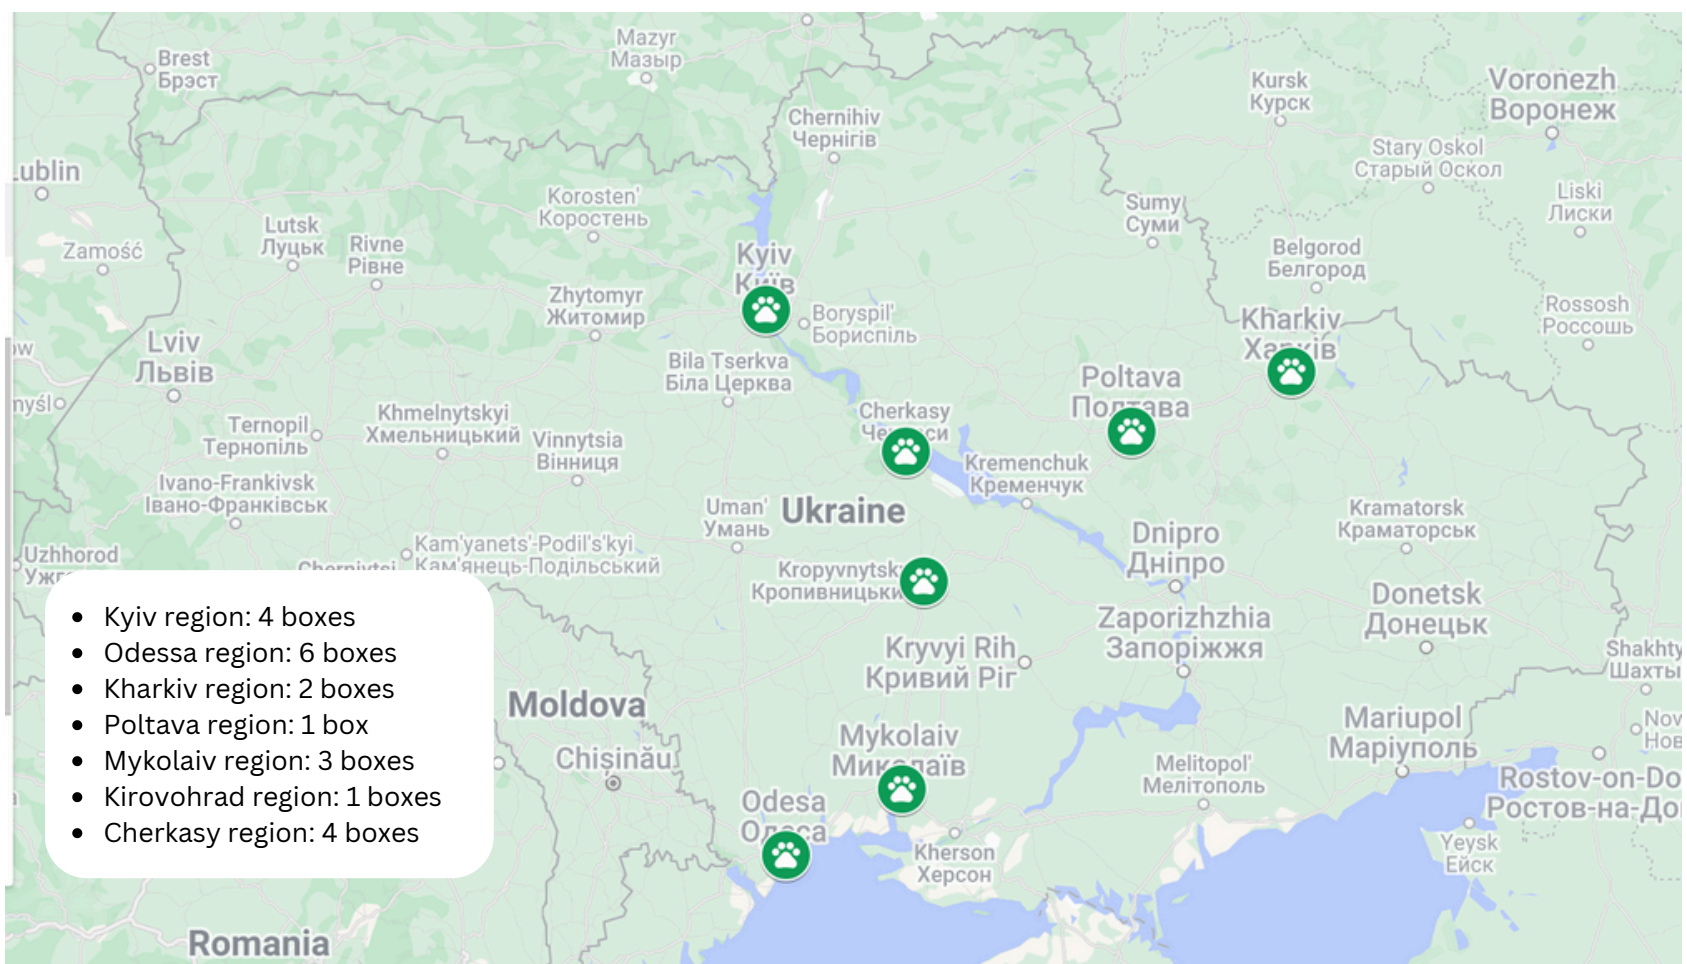 Mazyr
Мазыр
Brest
Брэст
Kursk
Курск
Voronezh
Воронеж
Chernihiv
Чернігів
Stary Oskol
Старый Оскол
Lutsk
Луцьк
Rivne
Рівне
Korosten'
Коростень
Sumy
Суми
Liski
Лиски
Zamość
Kyiv
Київ
Belgorod
Белгород
Zhytomyr
Житомир
Boryspil'
Бориспіль
Kharkiv
Харків
Rossosh
Россошь
Lviv
Львів
Bila Tserkva
Біла Церква
Poltava
Полтава
Ternopil
Тернопіль
Khmelnytskyi
Хмельницький
Vinnytsia
Вінниця
Cherkasy
Kremenchuk
Кременчук
Ivano-Frankivsk
Івано-Франківськ
Uman'
Умань
Ukraine
Kramatorsk
Краматорськ
Uzhhorod
Kam'yanets'-Podil's'kyi
Кам'янець-Подільський
Chernivtsi
Dnipro
Дніпро
Donetsk
Донецьк
Zaporizhzhia
Запоріжжя
Kryvyi Rih
Кривий Ріг
• Kyiv region: 4 boxes
• Odessa region: 6 boxes
• Kharkiv region: 2 boxes
• Poltava region: 1 box
• Mykolaiv region: 3 boxes
• Kirovohrad region: 1 boxes
• Cherkasy region: 4 boxes
Moldova
Chișinău
Mykolaiv
Миколаїв
Mariupol
Маріуполь
Melitopol'
Мелітополь
Odesa
Одеса
Kherson
Херсон
Yeysk
Ейск
Romania